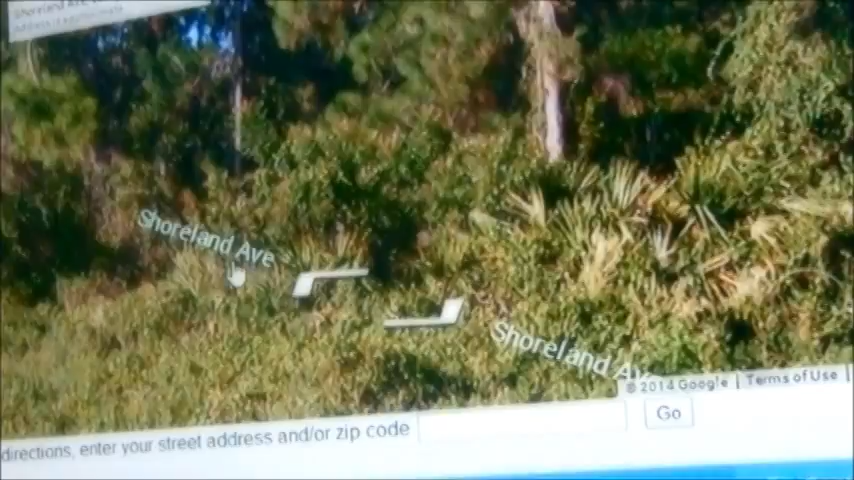 Shoreland Ave
Shoreland Av
© 2014 Google | Terms of Use
directions, enter your street address and/or zip code
Go